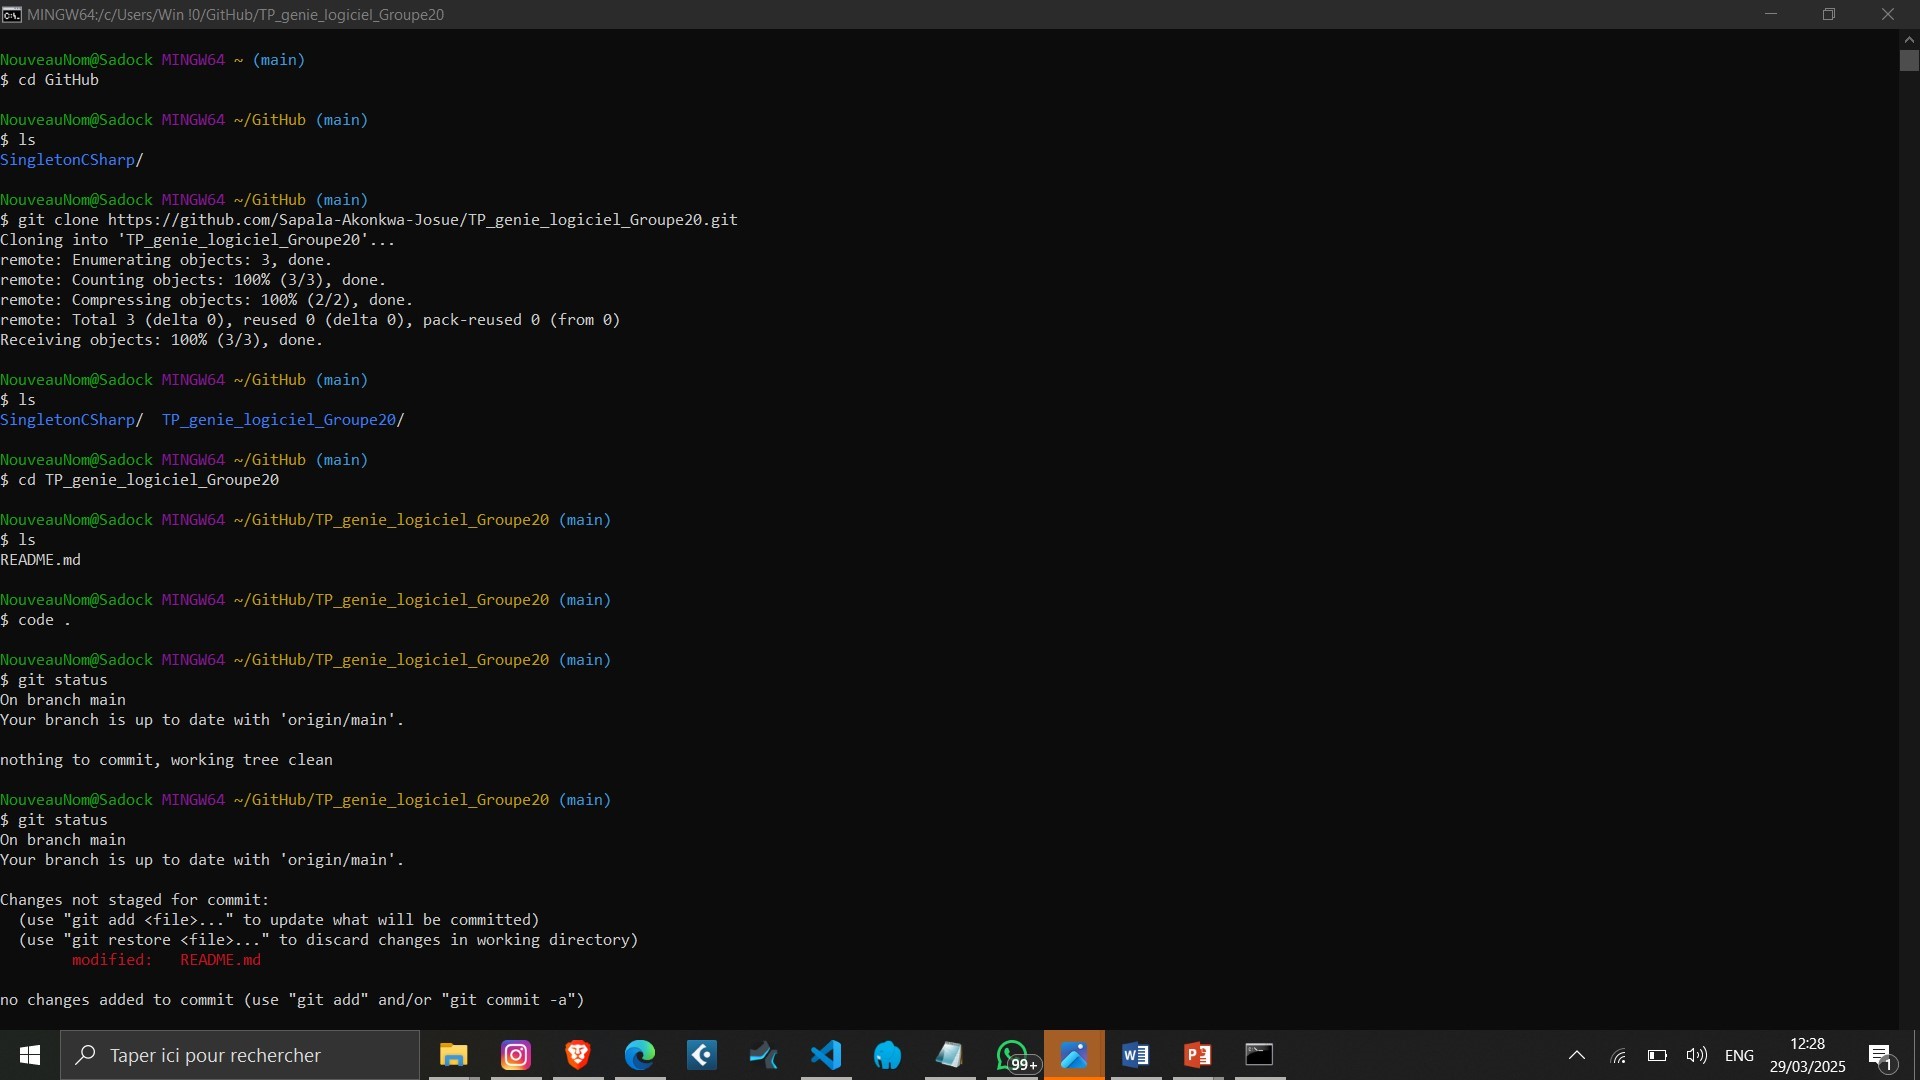 MINGW64:/c/Users/Win !0/GitHub/TP_genie_logiciel_Groupe20
NouveauNom@Sadock MINGW64 ~ (main)
$ cd GitHub
NouveauNom@Sadock MINGW64 ~/GitHub (main)
$ ls
SingletonCSharp/
NouveauNom@Sadock MINGW64 ~/GitHub (main)
$ git clone https://github.com/Sapala-Akonkwa-Josue/TP_genie_logiciel_Groupe20.git
Cloning into 'TP_genie_logiciel_Groupe20'...
remote: Enumerating objects: 3, done.
remote: Counting objects: 100% (3/3), done.
remote: Compressing objects: 100% (2/2), done.
remote: Total 3 (delta 0), reused 0 (delta 0), pack-reused 0 (from 0)
Receiving objects: 100% (3/3), done.
NouveauNom@Sadock MINGW64 ~/GitHub (main)
$ ls
SingletonCSharp/  TP_genie_logiciel_Groupe20/
NouveauNom@Sadock MINGW64 ~/GitHub (main)
$ cd TP_genie_logiciel_Groupe20
NouveauNom@Sadock MINGW64 ~/GitHub/TP_genie_logiciel_Groupe20 (main)
$ ls
README.md
NouveauNom@Sadock MINGW64 ~/GitHub/TP_genie_logiciel_Groupe20 (main)
$ code .
NouveauNom@Sadock MINGW64 ~/GitHub/TP_genie_logiciel_Groupe20 (main)
$ git status
On branch main
Your branch is up to date with 'origin/main'.
nothing to commit, working tree clean
NouveauNom@Sadock MINGW64 ~/GitHub/TP_genie_logiciel_Groupe20 (main)
$ git status
On branch main
Your branch is up to date with 'origin/main'.
Changes not staged for commit:
  (use "git add <file>..." to update what will be committed)
  (use "git restore <file>..." to discard changes in working directory)
        modified:   README.md
no changes added to commit (use "git add" and/or "git commit -a")
Taper ici pour rechercher
99+
ENG
12:28
29/03/2025
1